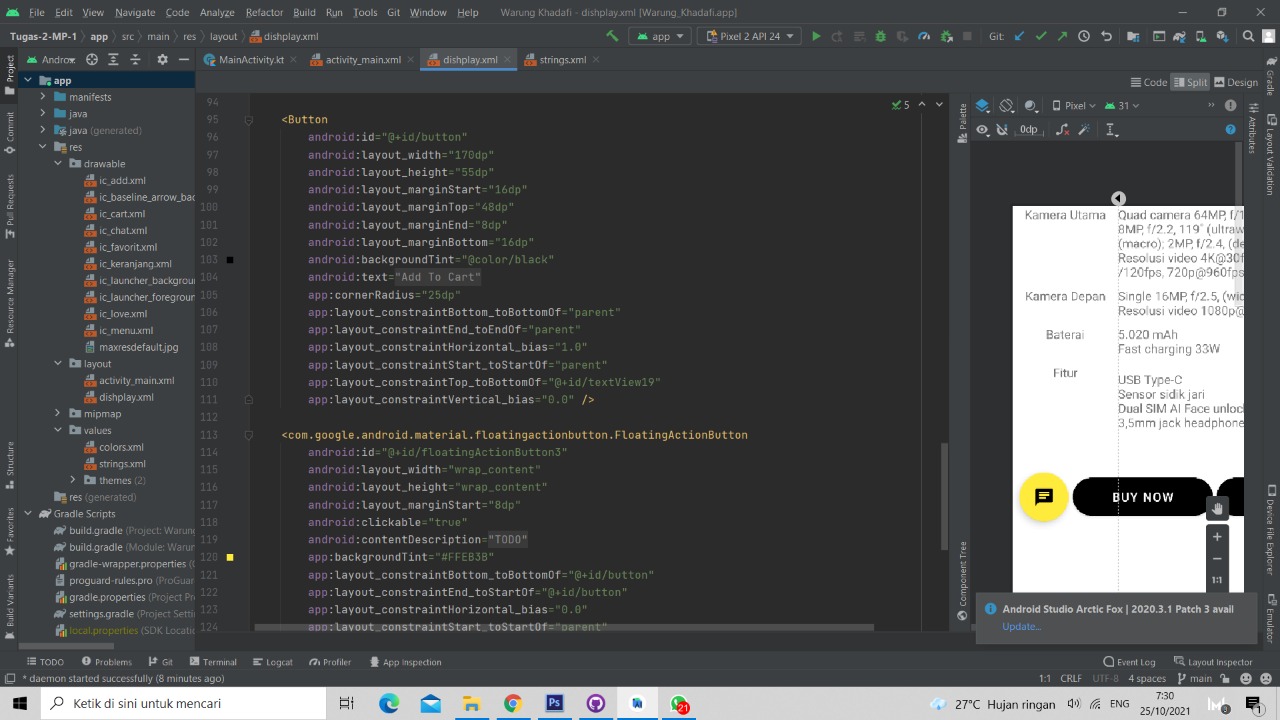 File Edit View Navigate Code Analyze Refactor Build Run Tools Git Window Help Warung Khadafi - dishplay.xml [Warung_Khadafi.app]
Tugas-2-MP-1 app src main res layout dishplay.xml app Pixel 2 API 24 Git:
Project
Commit
Pull Requests
Resource Manager
Structure
Favorites
Build Variants
app
manifests
java
java (generated)
res
drawable
ic_add.xml
ic_baseline_arrow_bac
ic_cart.xml
ic_chat.xml
ic_favorit.xml
ic_keranjang.xml
ic_launcher_backgrou
ic_launcher_foregroun
ic_love.xml
ic_menu.xml
maxresdefault.jpg
layout
activity_main.xml
dishplay.xml
mipmap
values
colors.xml
strings.xml
themes (2)
res (generated)
Gradle Scripts
build.gradle (Project: Warung
build.gradle (Module: Warun
gradle-wrapper.properties (G
proguard-rules.pro (ProGuar
gradle.properties (Project Pro
settings.gradle (Project Settin
local.properties (SDK Locatio
MainActivity.kt activity_main.xml dishplay.xml strings.xml
Code Split Design
5
94
95 <Button
96 android:id="@+id/button"
97 android:layout_width="170dp"
98 android:layout_height="55dp"
99 android:layout_marginStart="16dp"
100 android:layout_marginTop="48dp"
101 android:layout_marginEnd="8dp"
102 android:layout_marginBottom="16dp"
103 android:backgroundTint="@color/black"
104 android:text="Add To Cart"
105 app:cornerRadius="25dp"
106 app:layout_constraintBottom_toBottomOf="parent"
107 app:layout_constraintEnd_toEndOf="parent"
108 app:layout_constraintHorizontal_bias="1.0"
109 app:layout_constraintStart_toStartOf="parent"
110 app:layout_constraintTop_toBottomOf="@+id/textView19"
111 app:layout_constraintVertical_bias="0.0" />
112
113 <com.google.android.material.floatingactionbutton.FloatingActionButton
114 android:id="@+id/floatingActionButton3"
115 android:layout_width="wrap_content"
116 android:layout_height="wrap_content"
117 android:layout_marginStart="8dp"
118 android:clickable="true"
119 android:contentDescription="TODO"
120 app:backgroundTint="#FFEB3B"
121 app:layout_constraintBottom_toBottomOf="@+id/button"
122 app:layout_constraintEnd_toStartOf="@+id/button"
123 app:layout_constraintHorizontal_bias="0.0"
124 app:layout_constraintStart_toStartOf="parent"
Palette
Component Tree
Pixel 31
0dp
Kamera Utama Quad camera 64MP, f/1
8MP, f/2.2, 119˚ (ultraw
(macro); 2MP, f/2.4, (de
Resolusi video 4K@30f
/120fps, 720p@960fps
Kamera Depan Single 16MP, f/2.5, (wid
Resolusi video 1080p@
Baterai 5.020 mAh
Fast charging 33W
Fitur
USB Type-C
Sensor sidik jari
Dual SIM AI Face unlock
3,5mm jack headphone
BUY NOW
1:1
Android Studio Arctic Fox | 2020.3.1 Patch 3 avail
Update...
Gradle
Attributes
Layout Validation
Device File Explorer
Emulator
TODO Problems Git Terminal Logcat Profiler App Inspection Event Log Layout Inspector
* daemon started successfully (8 minutes ago) 1:1 CRLF UTF-8 4 spaces main
Ketik di sini untuk mencari Ps 21 27°C Hujan ringan ENG 7:30
25/10/2021